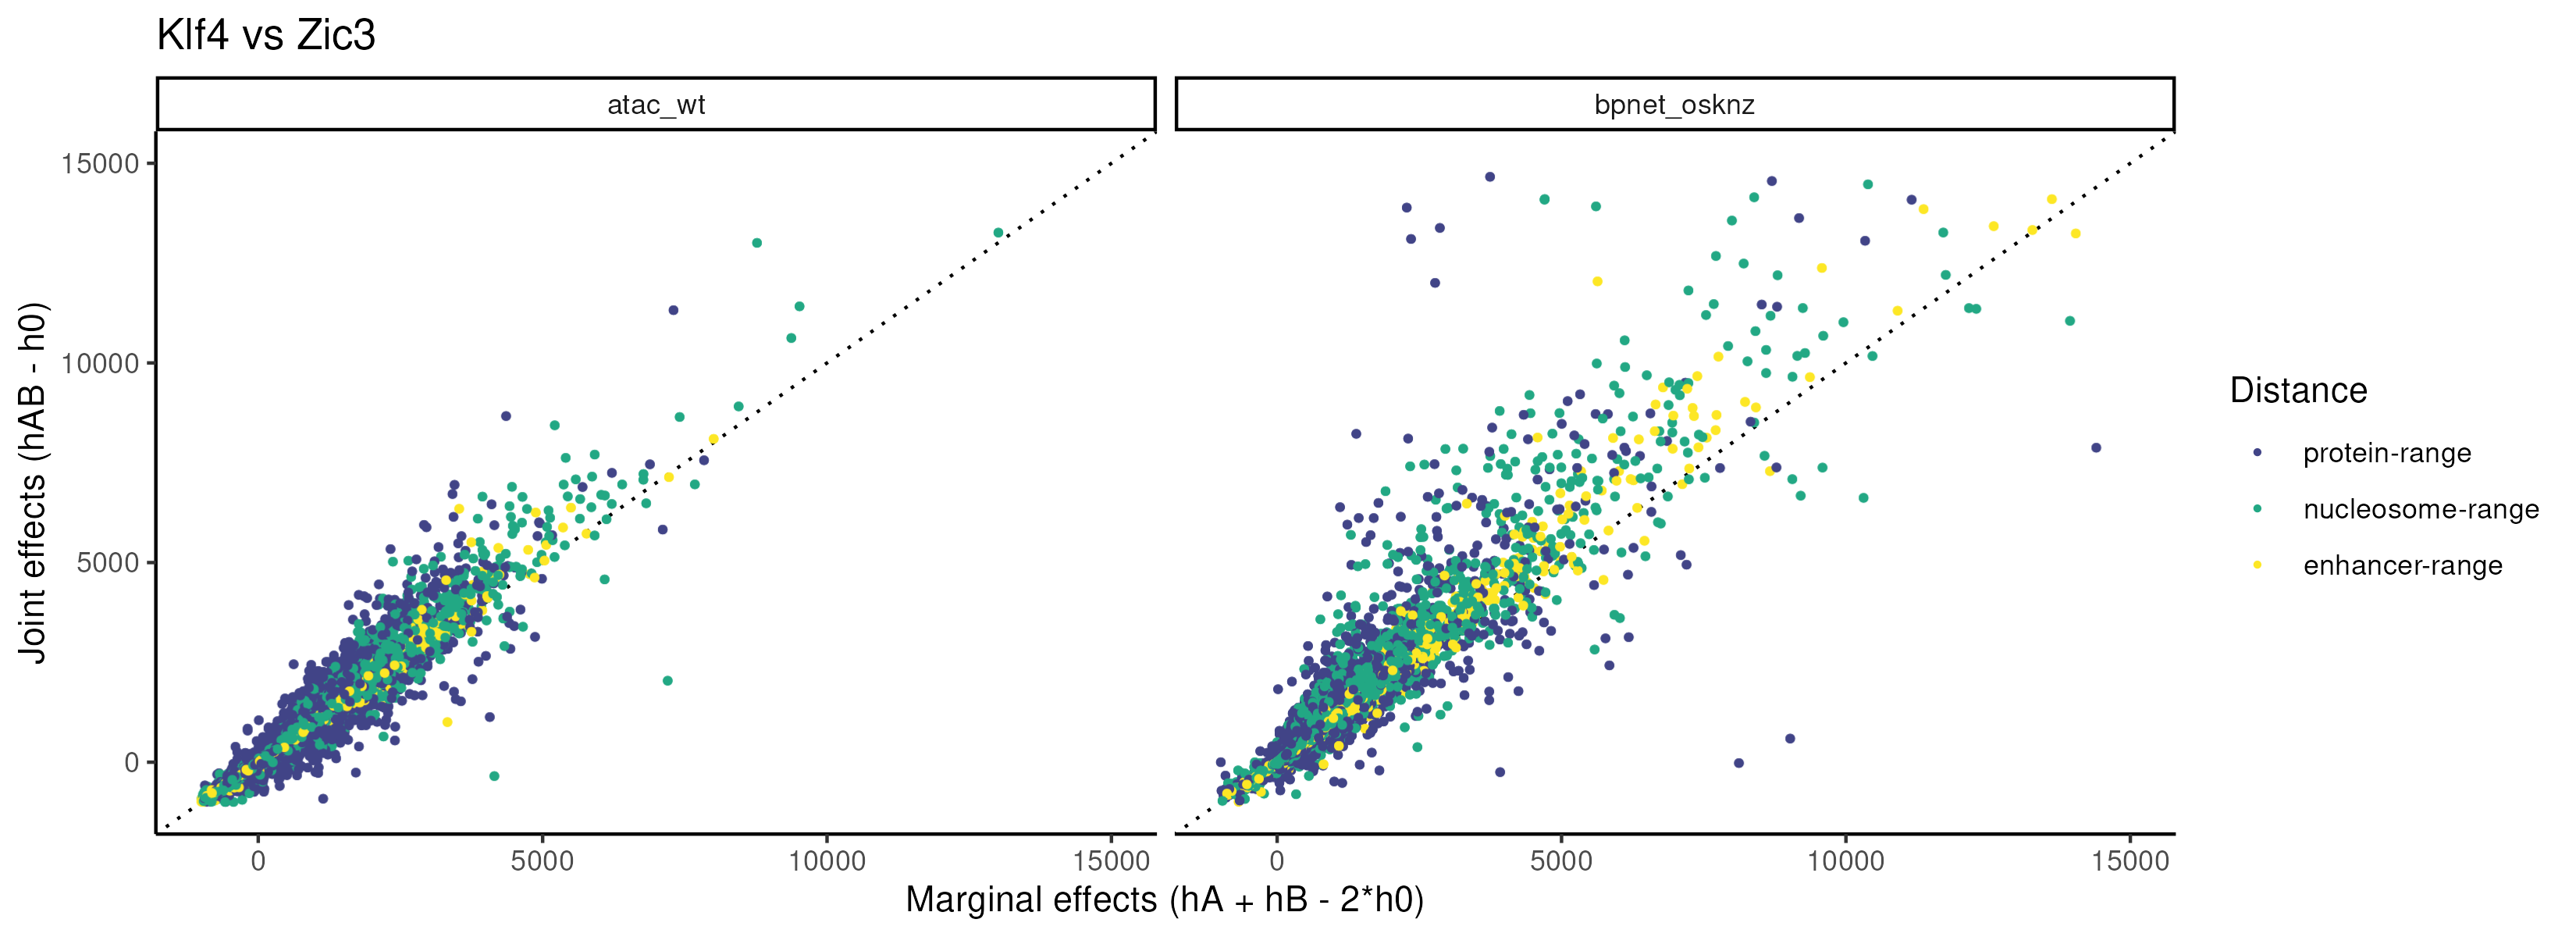 Klf4 vs Zic3
atac_wt
bpnet_osknz
Joint effects (hAB - h0)
15000
10000
5000
0
0
5000
10000
15000
0
5000
10000
15000
Marginal effects (hA + hB - 2*h0)
Distance
protein-range
nucleosome-range
enhancer-range